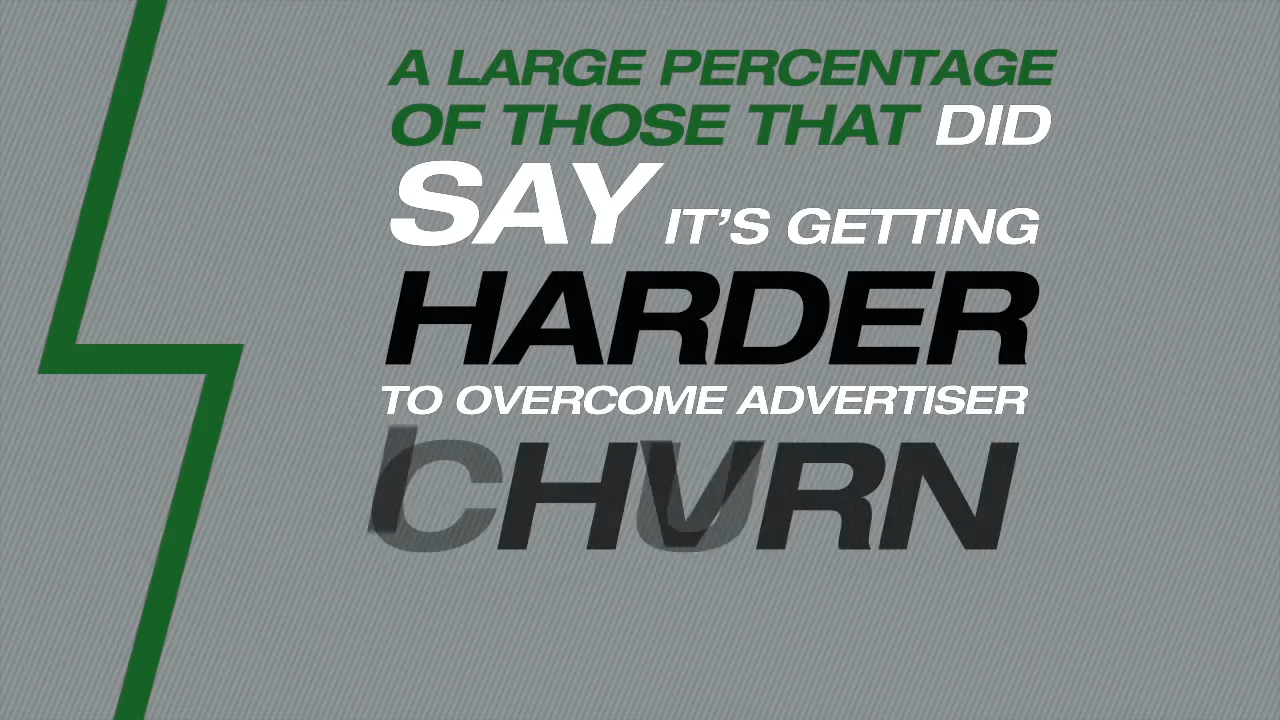 A LARGE PERCENTAGE
OF THOSE THAT DID
SAY IT’S GETTING
HARDER
TO OVERCOME ADVERTISER
CHURN